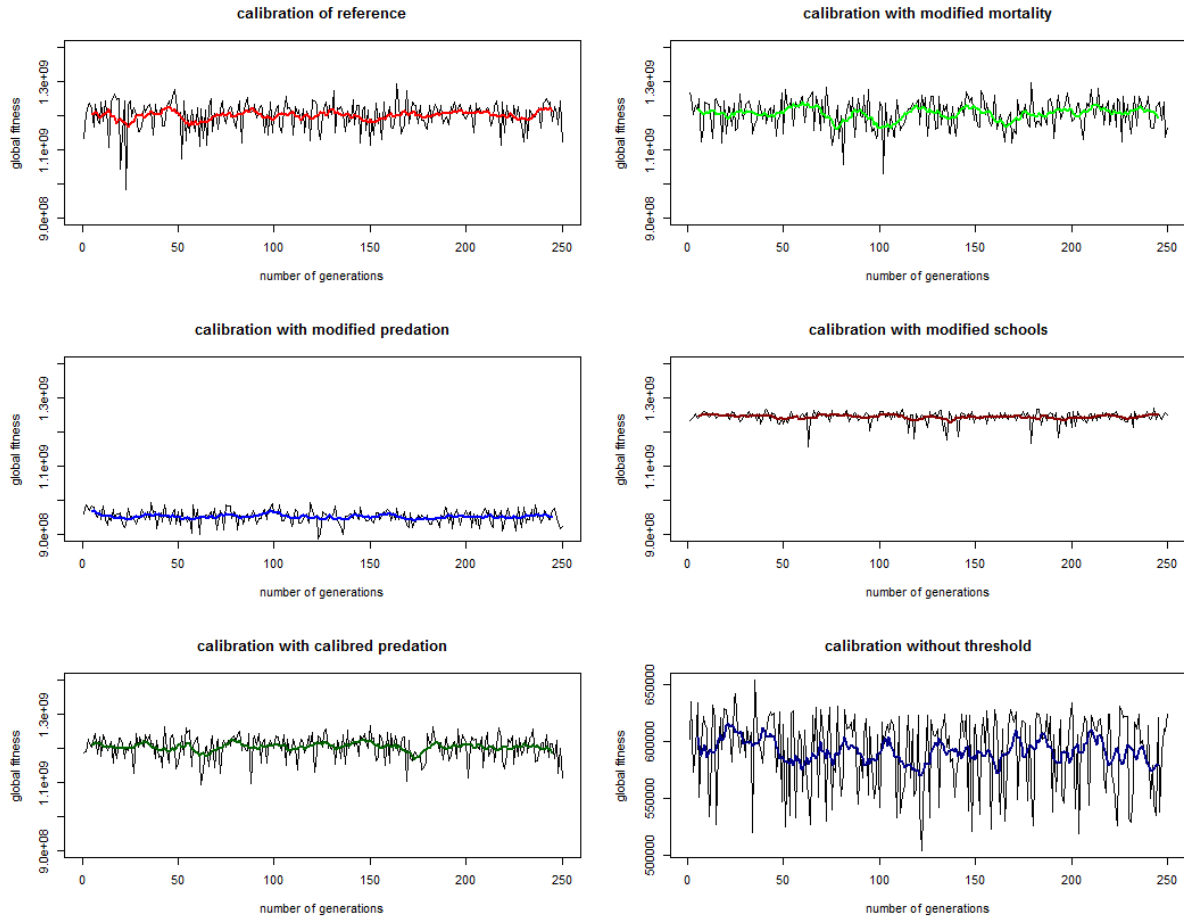 calibration of reference
global fitness
9.0e+08 1.1e+09 1.3e+09
0 50 100 150 200 250
number of generations
calibration with modified mortality
global fitness
9.0e+08 1.1e+09 1.3e+09
0 50 100 150 200 250
number of generations
calibration with modified predation
global fitness
9.0e+08 1.1e+09 1.3e+09
0 50 100 150 200 250
number of generations
calibration with modified schools
global fitness
9.0e+08 1.1e+09 1.3e+09
0 50 100 150 200 250
number of generations
calibration with calibred predation
global fitness
9.0e+08 1.1e+09 1.3e+09
0 50 100 150 200 250
number of generations
calibration without threshold
global fitness
500000 550000 600000 650000
0 50 100 150 200 250
number of generations